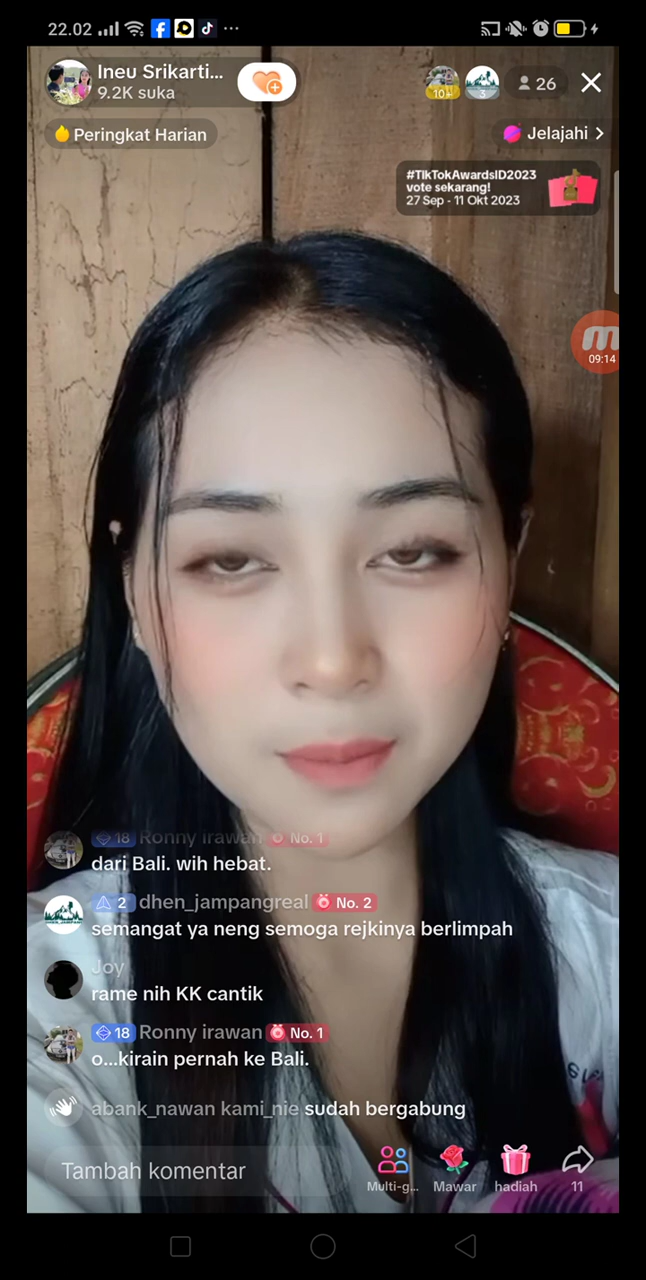 22.02
Ineu Srikarti...
9.2K suka
10+
3
26
Peringkat Harian
Jelajahi >
#TikTokAwardsID2023
vote sekarang!
27 Sep - 11 Okt 2023
m
09:14
18 Ronny irawan No. 1
dari Bali. wih hebat.
2 dhen_jampangreal No. 2
semangat ya neng semoga rejkinya berlimpah
Joy
rame nih KK cantik
18 Ronny irawan No. 1
o...kirain pernah ke Bali.
abank_nawan kami_nie sudah bergabung
Tambah komentar
Multi-g...
Mawar
hadiah
11